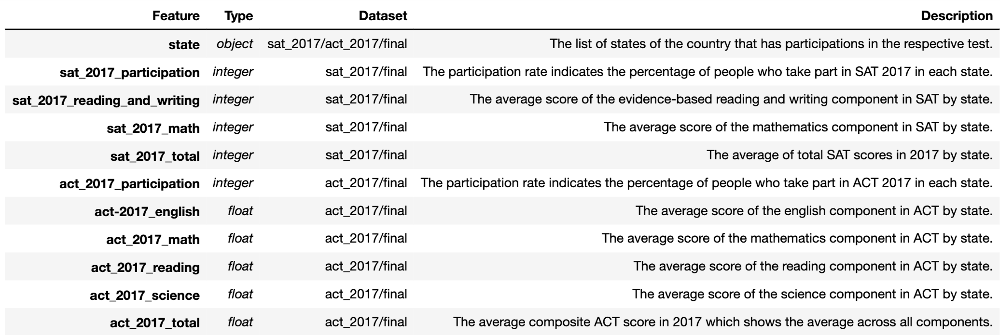 Feature Type Dataset Description
state object sat_2017/act_2017/final The list of states of the country that has participations in the respective test.
sat_2017_participation integer sat_2017/final The participation rate indicates the percentage of people who take part in SAT 2017 in each state.
sat_2017_reading_and_writing integer sat_2017/final The average score of the evidence-based reading and writing component in SAT by state.
sat_2017_math integer sat_2017/final The average score of the mathematics component in SAT by state.
sat_2017_total integer sat_2017/final The average of total SAT scores in 2017 by state.
act_2017_participation integer act_2017/final The participation rate indicates the percentage of people who take part in ACT 2017 in each state.
act-2017_english float act_2017/final The average score of the english component in ACT by state.
act_2017_math float act_2017/final The average score of the mathematics component in ACT by state.
act_2017_reading float act_2017/final The average score of the reading component in ACT by state.
act_2017_science float act_2017/final The average score of the science component in ACT by state.
act_2017_total float act_2017/final The average composite ACT score in 2017 which shows the average across all components.